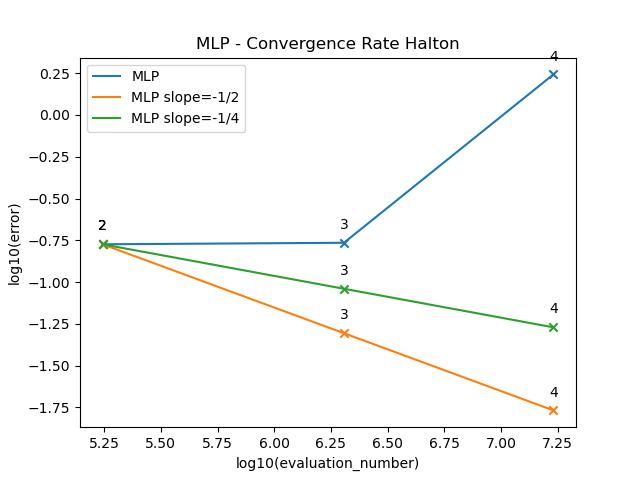 MLP - Convergence Rate Halton
MLP
MLP slope=-1/2
MLP slope=-1/4
log10(error)
0.25
0.00
−0.25
−0.50
−0.75
−1.00
−1.25
−1.50
−1.75
2
3
4
3
4
3
4
5.25 5.50 5.75 6.00 6.25 6.50 6.75 7.00 7.25
log10(evaluation_number)